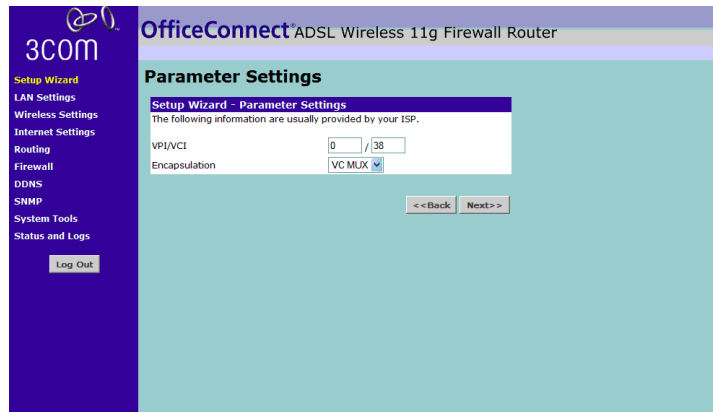 3COM
OfficeConnect® ADSL Wireless 11g Firewall Router
Setup Wizard
LAN Settings
Wireless Settings
Internet Settings
Routing
Firewall
DDNS
SNMP
System Tools
Status and Logs
Log Out
Parameter Settings
Setup Wizard - Parameter Settings
The following information are usually provided by your ISP.
VPI/VCI 0 / 38
Encapsulation VC MUX
<<Back Next>>